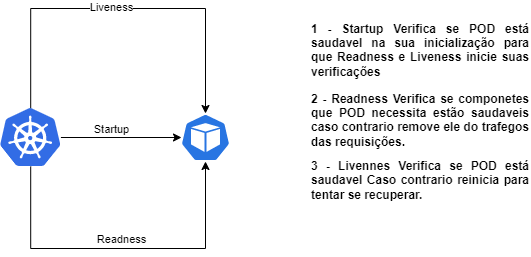 Liveness
Startup
Readness
1 - Startup Verifica se POD está
saudavel na sua inicialização para
que Readness e Liveness inicie suas
verificações
2 - Readness Verifica se componetes
que POD necessita estão saudaveis
caso contrario remove ele do trafegos
das requisições.
3 - Livennes Verifica se POD está
saudavel Caso contrario reinicia para
tentar se recuperar.